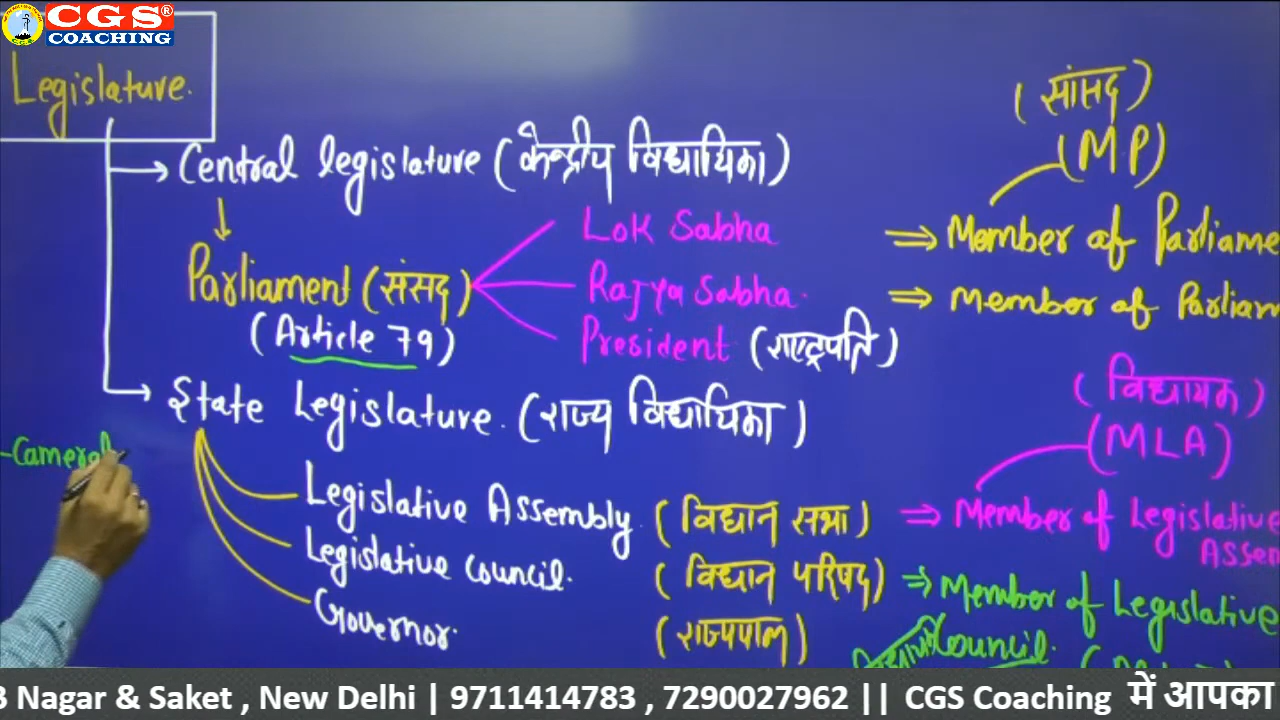 CGS®
COACHING
Legislature.
(सांसद)
Central legislature (केन्द्रीय विधायिका)
(MP)
Lok Sabha
⇒ Member of Parliame
Parliament (संसद)
Rajya Sabha.
⇒ Member of Parliam
(Article 79)
President (राष्ट्रपति)
(विधायक)
State Legislature. (राज्य विधायिका)
(MLA)
-Cameral
Legislative Assembly (विधान सभा) ⇒ Member of Legislative
Assem
Legislative Council. (विधान परिषद) ⇒ Member of Legislative
Council.
Governor. (राज्यपाल)
B Nagar & Saket , New Delhi | 9711414783 , 7290027962 || CGS Coaching में आपका